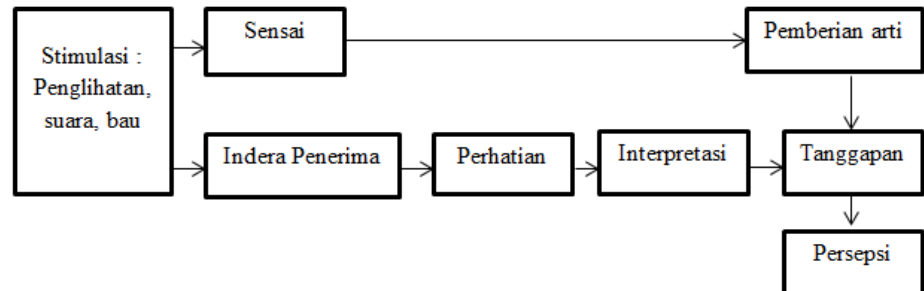 Stimulasi :
Penglihatan,
suara, bau
Sensai
Pemberian arti
Indera Penerima
Perhatian
Interpretasi
Tanggapan
Persepsi